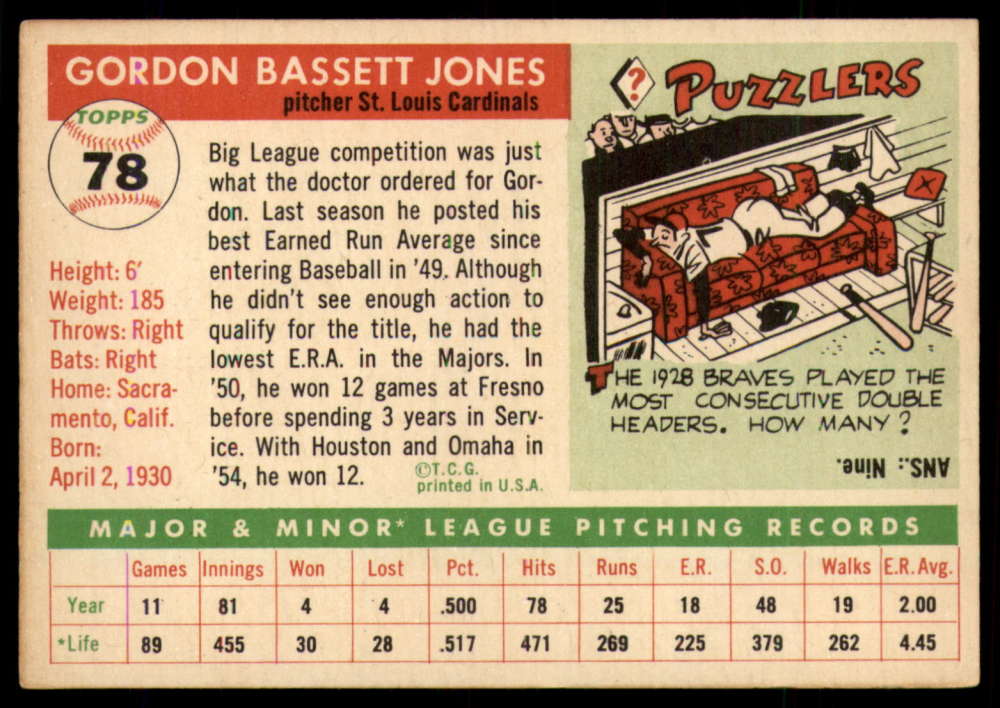 GORDON BASSETT JONES
pitcher St. Louis Cardinals
TOPPS
78
Height: 6'
Weight: 185
Throws: Right
Bats: Right
Home: Sacra-
mento, Calif.
Born:
April 2, 1930
Big League competition was just
what the doctor ordered for Gor-
don. Last season he posted his
best Earned Run Average since
entering Baseball in '49. Although
he didn't see enough action to
qualify for the title, he had the
lowest E.R.A. in the Majors. In
'50, he won 12 games at Fresno
before spending 3 years in Serv-
ice. With Houston and Omaha in
'54, he won 12.
©T.C.G.
printed in U.S.A.
?
PUZZLERS
THE 1928 BRAVES PLAYED THE
MOST CONSECUTIVE DOUBLE
HEADERS. HOW MANY?
ANS.: Nine.
MAJOR & MINOR* LEAGUE PITCHING RECORDS
Games Innings Won Lost Pct. Hits Runs E.R. S.O. Walks E.R. Avg.
Year 11 81 4 4 .500 78 25 18 48 19 2.00
*Life 89 455 30 28 .517 471 269 225 379 262 4.45